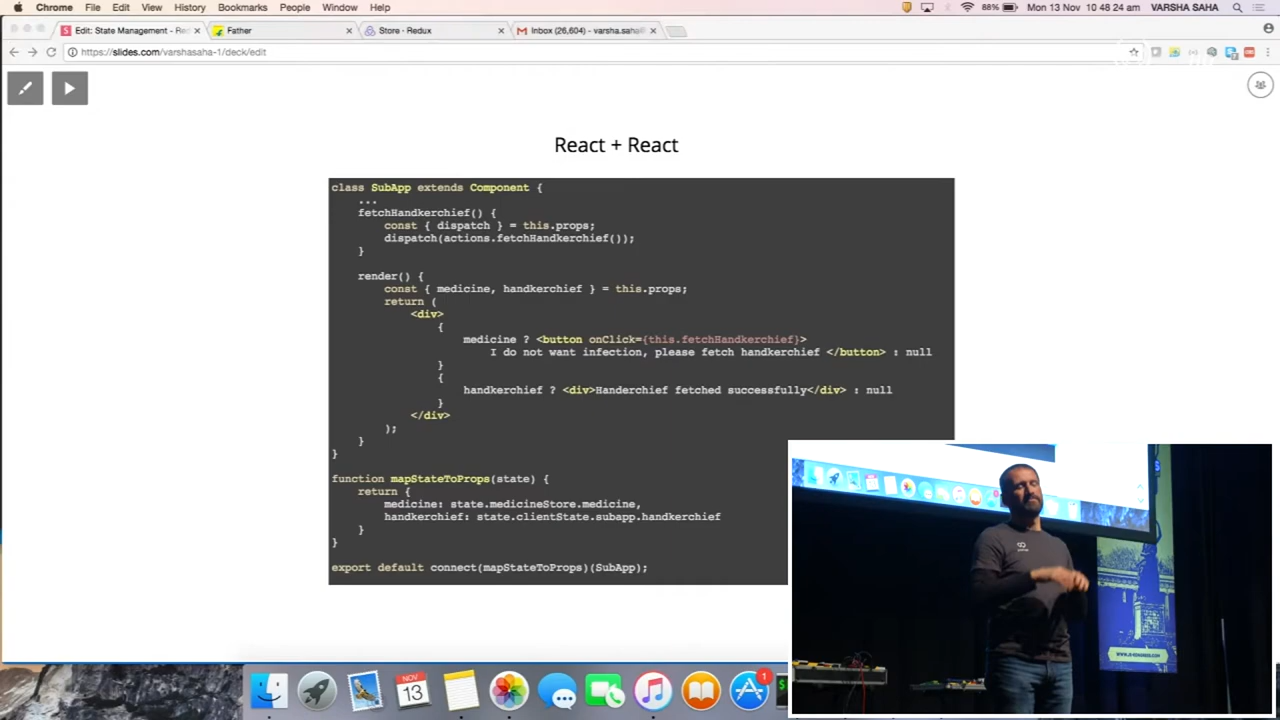 Chrome File Edit View History Bookmarks People Window Help 88% Mon 13 Nov 10 48 24 am VARSHA SAHA
Edit: State Management - Re Father Store · Redux Inbox (26,604) - varsha.saha
https://slides.com/varshasaha-1/deck/edit
React + React
class SubApp extends Component {
...
fetchHandkerchief() {
const { dispatch } = this.props;
dispatch(actions.fetchHandkerchief());
}
render() {
const { medicine, handkerchief } = this.props;
return (
<div>
{
medicine ? <button onClick={this.fetchHandkerchief}>
I do not want infection, please fetch handkerchief </button> : null
}
{
handkerchief ? <div>Handerchief fetched successfully</div> : null
}
</div>
);
}
}
function mapStateToProps(state) {
return {
medicine: state.medicineStore.medicine,
handkerchief: state.clientState.subapp.handkerchief
}
}
export default connect(mapStateToProps)(SubApp);
NOV
13
1